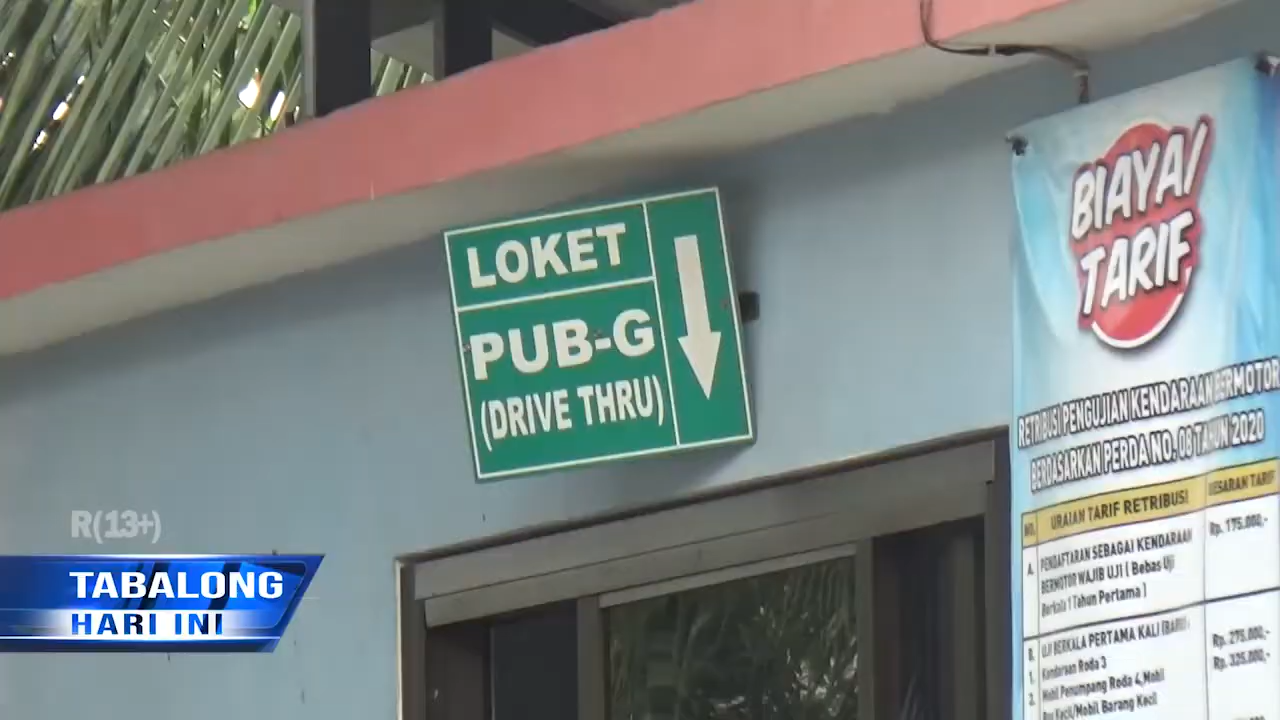 LOKET
PUB-G
(DRIVE THRU)
BIAYA/
TARIF
RETRIBUSI PENGUJIAN KENDARAAN BERMOTOR
BERDASARKAN PERDA NO. 08 TAHUN 2020
NO. URAIAN TARIF RETRIBUSI BESARAN TARIF
A. PENDAFTARAN SEBAGAI KENDARAAN Rp. 175.000,-
BERMOTOR WAJIB UJI ( Bebas Uji
Berkala 1 Tahun Pertama )
B. UJI BERKALA PERTAMA KALI (BARU)
1. Kendaraan Roda 3 Rp. 275.000,-
2. Mobil Penumpang Roda 4, Mobil Rp. 325.000,-
Kecil/Mobil Barang Kecil
R(13+)
TABALONG
HARI INI